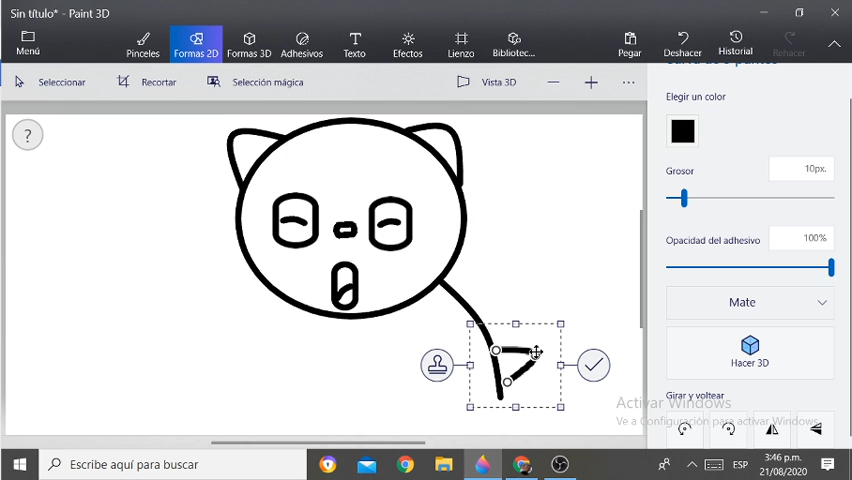 Sin título* - Paint 3D
Menú
Pinceles
Formas 2D
Formas 3D
Adhesivos
Texto
Efectos
Lienzo
Bibliotec...
Pegar
Deshacer
Historial
Rehacer
Seleccionar
Recortar
Selección mágica
Vista 3D
?
Elegir un color
Grosor
10px.
Opacidad del adhesivo
100%
Mate
Hacer 3D
Girar y voltear
Activar Windows
Ve a Configuración para activar Windows.
Escribe aquí para buscar
ESP
3:46 p.m.
21/08/2020